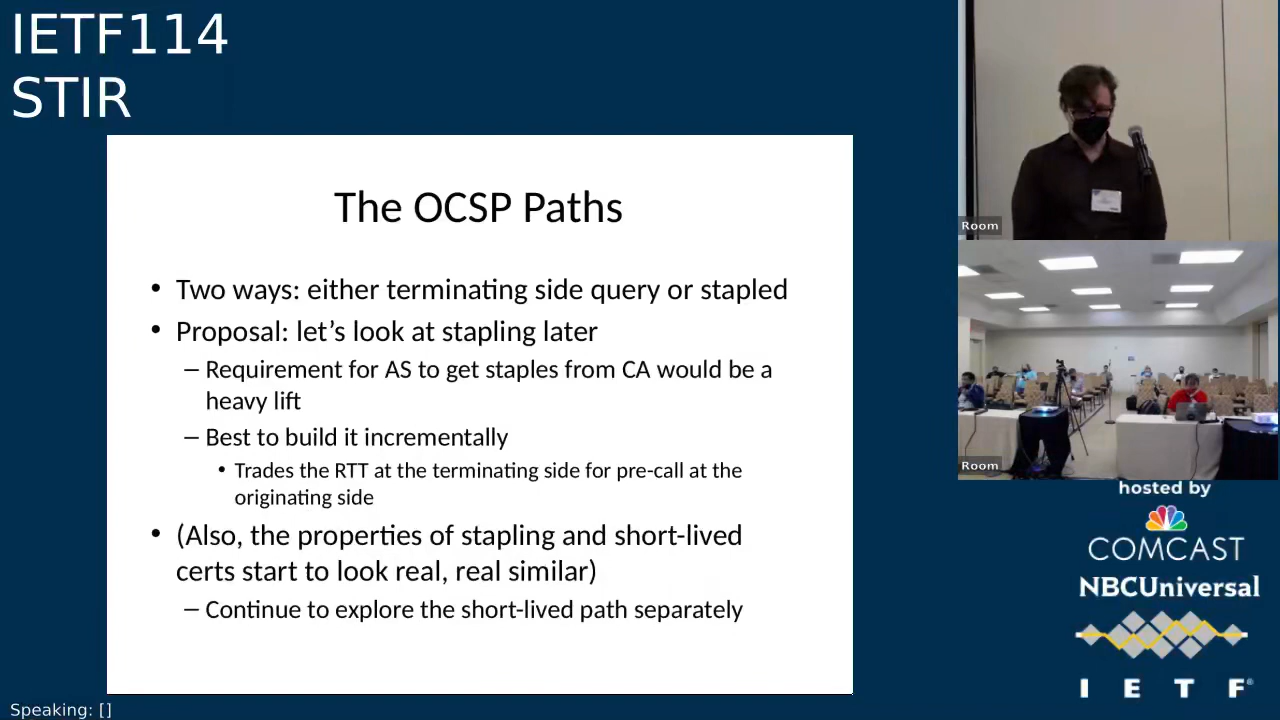 IETF114
STIR
The OCSP Paths
• Two ways: either terminating side query or stapled
• Proposal: let’s look at stapling later
– Requirement for AS to get staples from CA would be a
heavy lift
– Best to build it incrementally
• Trades the RTT at the terminating side for pre-call at the
originating side
• (Also, the properties of stapling and short-lived
certs start to look real, real similar)
– Continue to explore the short-lived path separately
Room
Room
hosted by
COMCAST
NBCUniversal
I E T F®
Speaking: []